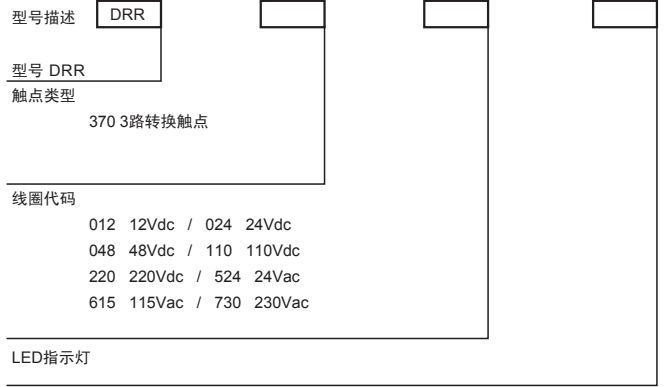 型号描述 DRR
型号 DRR
触点类型
370 3路转换触点
线圈代码
012 12Vdc / 024 24Vdc
048 48Vdc / 110 110Vdc
220 220Vdc / 524 24Vac
615 115Vac / 730 230Vac
LED指示灯